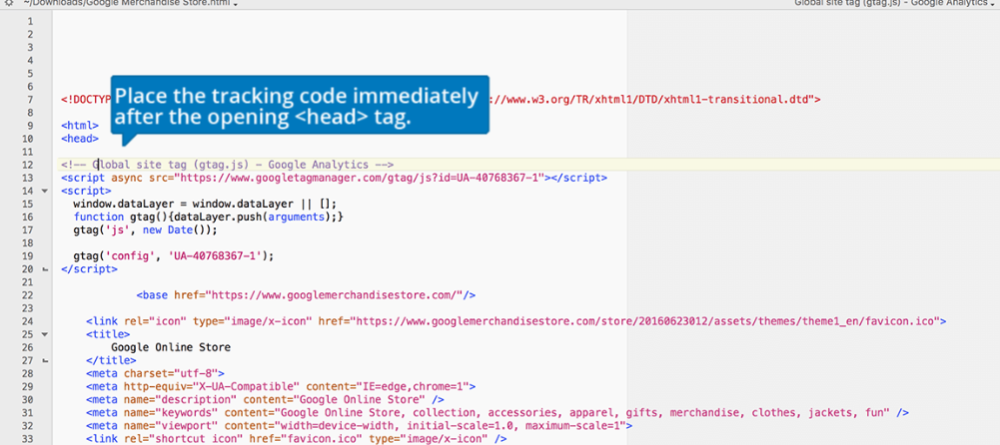 ~/Downloads/Google Merchandise Store.html
Global site tag (gtag.js) - Google Analytics
Place the tracking code immediately
after the opening <head> tag.
1
2
3
4
5
6
7 <!DOCTYP ://www.w3.org/TR/xhtml1/DTD/xhtml1-transitional.dtd">
8
9 <html>
10 <head>
11
12 <!-- Global site tag (gtag.js) - Google Analytics -->
13 <script async src="https://www.googletagmanager.com/gtag/js?id=UA-40768367-1"></script>
14 <script>
15 window.dataLayer = window.dataLayer || [];
16 function gtag(){dataLayer.push(arguments);}
17 gtag('js', new Date());
18
19 gtag('config', 'UA-40768367-1');
20 </script>
21
22 <base href="https://www.googlemerchandisestore.com/"/>
23
24 <link rel="icon" type="image/x-icon" href="https://www.googlemerchandisestore.com/store/20160623012/assets/themes/theme1_en/favicon.ico">
25 <title>
26 Google Online Store
27 </title>
28 <meta charset="utf-8">
29 <meta http-equiv="X-UA-Compatible" content="IE=edge,chrome=1">
30 <meta name="description" content="Google Online Store" />
31 <meta name="keywords" content="Google Online Store, collection, accessories, apparel, gifts, merchandise, clothes, jackets, fun" />
32 <meta name="viewport" content="width=device-width, initial-scale=1.0, maximum-scale=1">
33 <link rel="shortcut icon" href="favicon.ico" type="image/x-icon" />